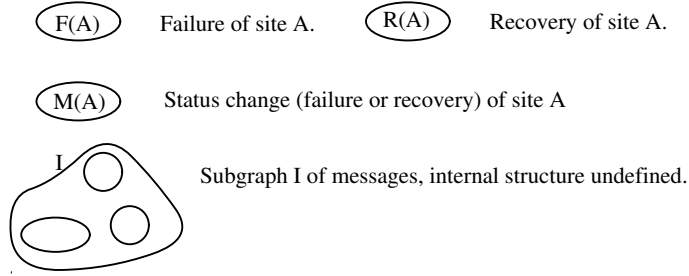 F(A) Failure of site A. R(A) Recovery of site A.
M(A) Status change (failure or recovery) of site A
I
Subgraph I of messages, internal structure undefined.